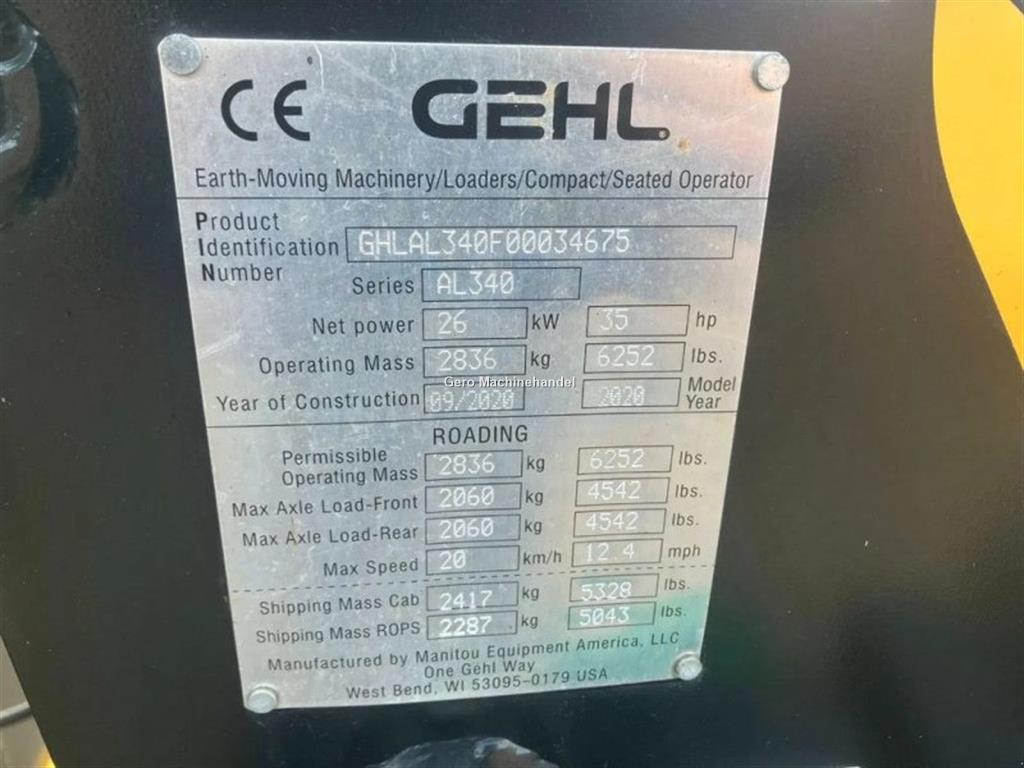 CE GEHL
Earth-Moving Machinery/Loaders/Compact/Seated Operator
Product
Identification GHLAL340F00034675
Number
Series AL340
Net power 26 kW 35 hp
Operating Mass 2836 kg 6252 lbs.
Gero Machinehandel
Year of Construction 09/2020 2020 Model Year
ROADING
Permissible
Operating Mass 2836 kg 6252 lbs.
Max Axle Load-Front 2060 kg 4542 lbs.
Max Axle Load-Rear 2060 kg 4542 lbs.
Max Speed 20 km/h 12.4 mph
Shipping Mass Cab 2417 kg 5328 lbs.
Shipping Mass ROPS 2287 kg 5043 lbs.
Manufactured by Manitou Equipment America, LLC
One Gehl Way
West Bend, WI 53095-0179 USA